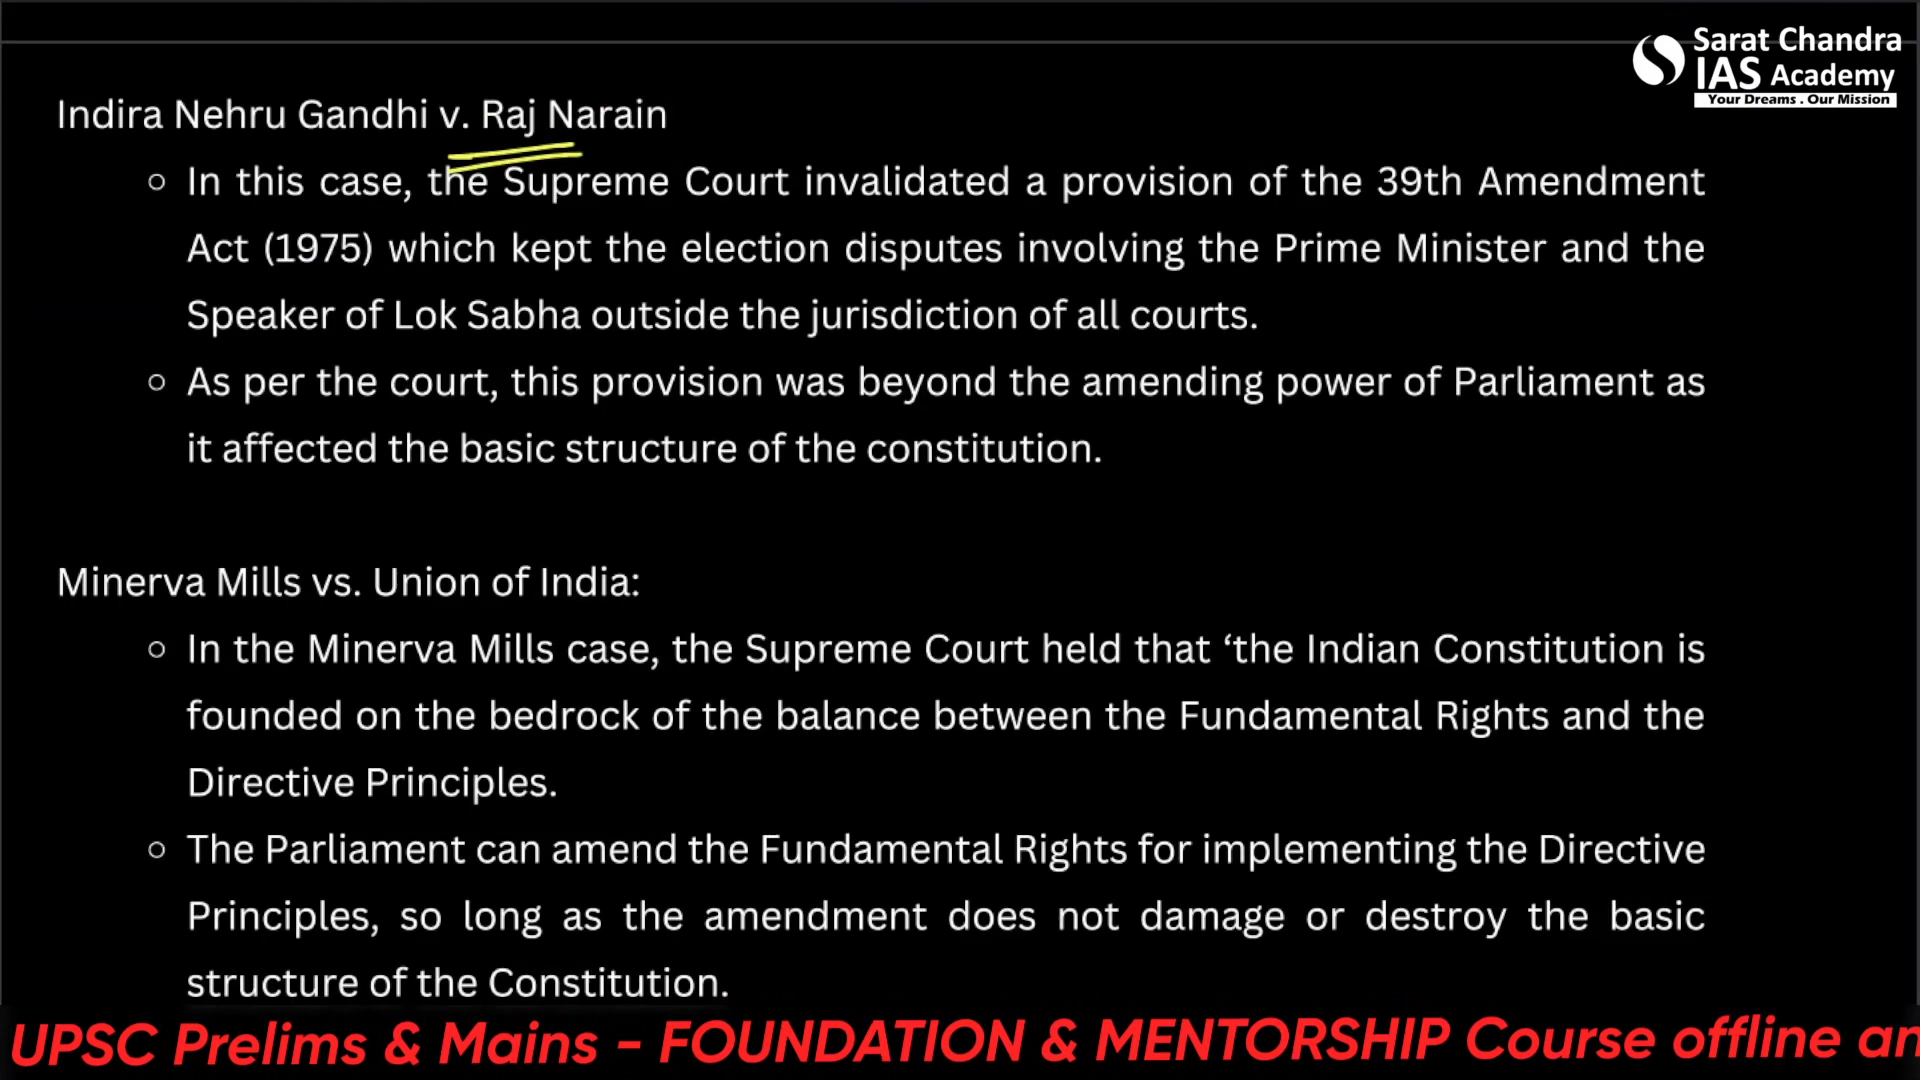 Sarat Chandra
IAS Academy
Your Dreams . Our Mission
Indira Nehru Gandhi v. Raj Narain
In this case, the Supreme Court invalidated a provision of the 39th Amendment
Act (1975) which kept the election disputes involving the Prime Minister and the
Speaker of Lok Sabha outside the jurisdiction of all courts.
As per the court, this provision was beyond the amending power of Parliament as
it affected the basic structure of the constitution.
Minerva Mills vs. Union of India:
In the Minerva Mills case, the Supreme Court held that ‘the Indian Constitution is
founded on the bedrock of the balance between the Fundamental Rights and the
Directive Principles.
The Parliament can amend the Fundamental Rights for implementing the Directive
Principles, so long as the amendment does not damage or destroy the basic
structure of the Constitution.
UPSC Prelims & Mains - FOUNDATION & MENTORSHIP Course offline an